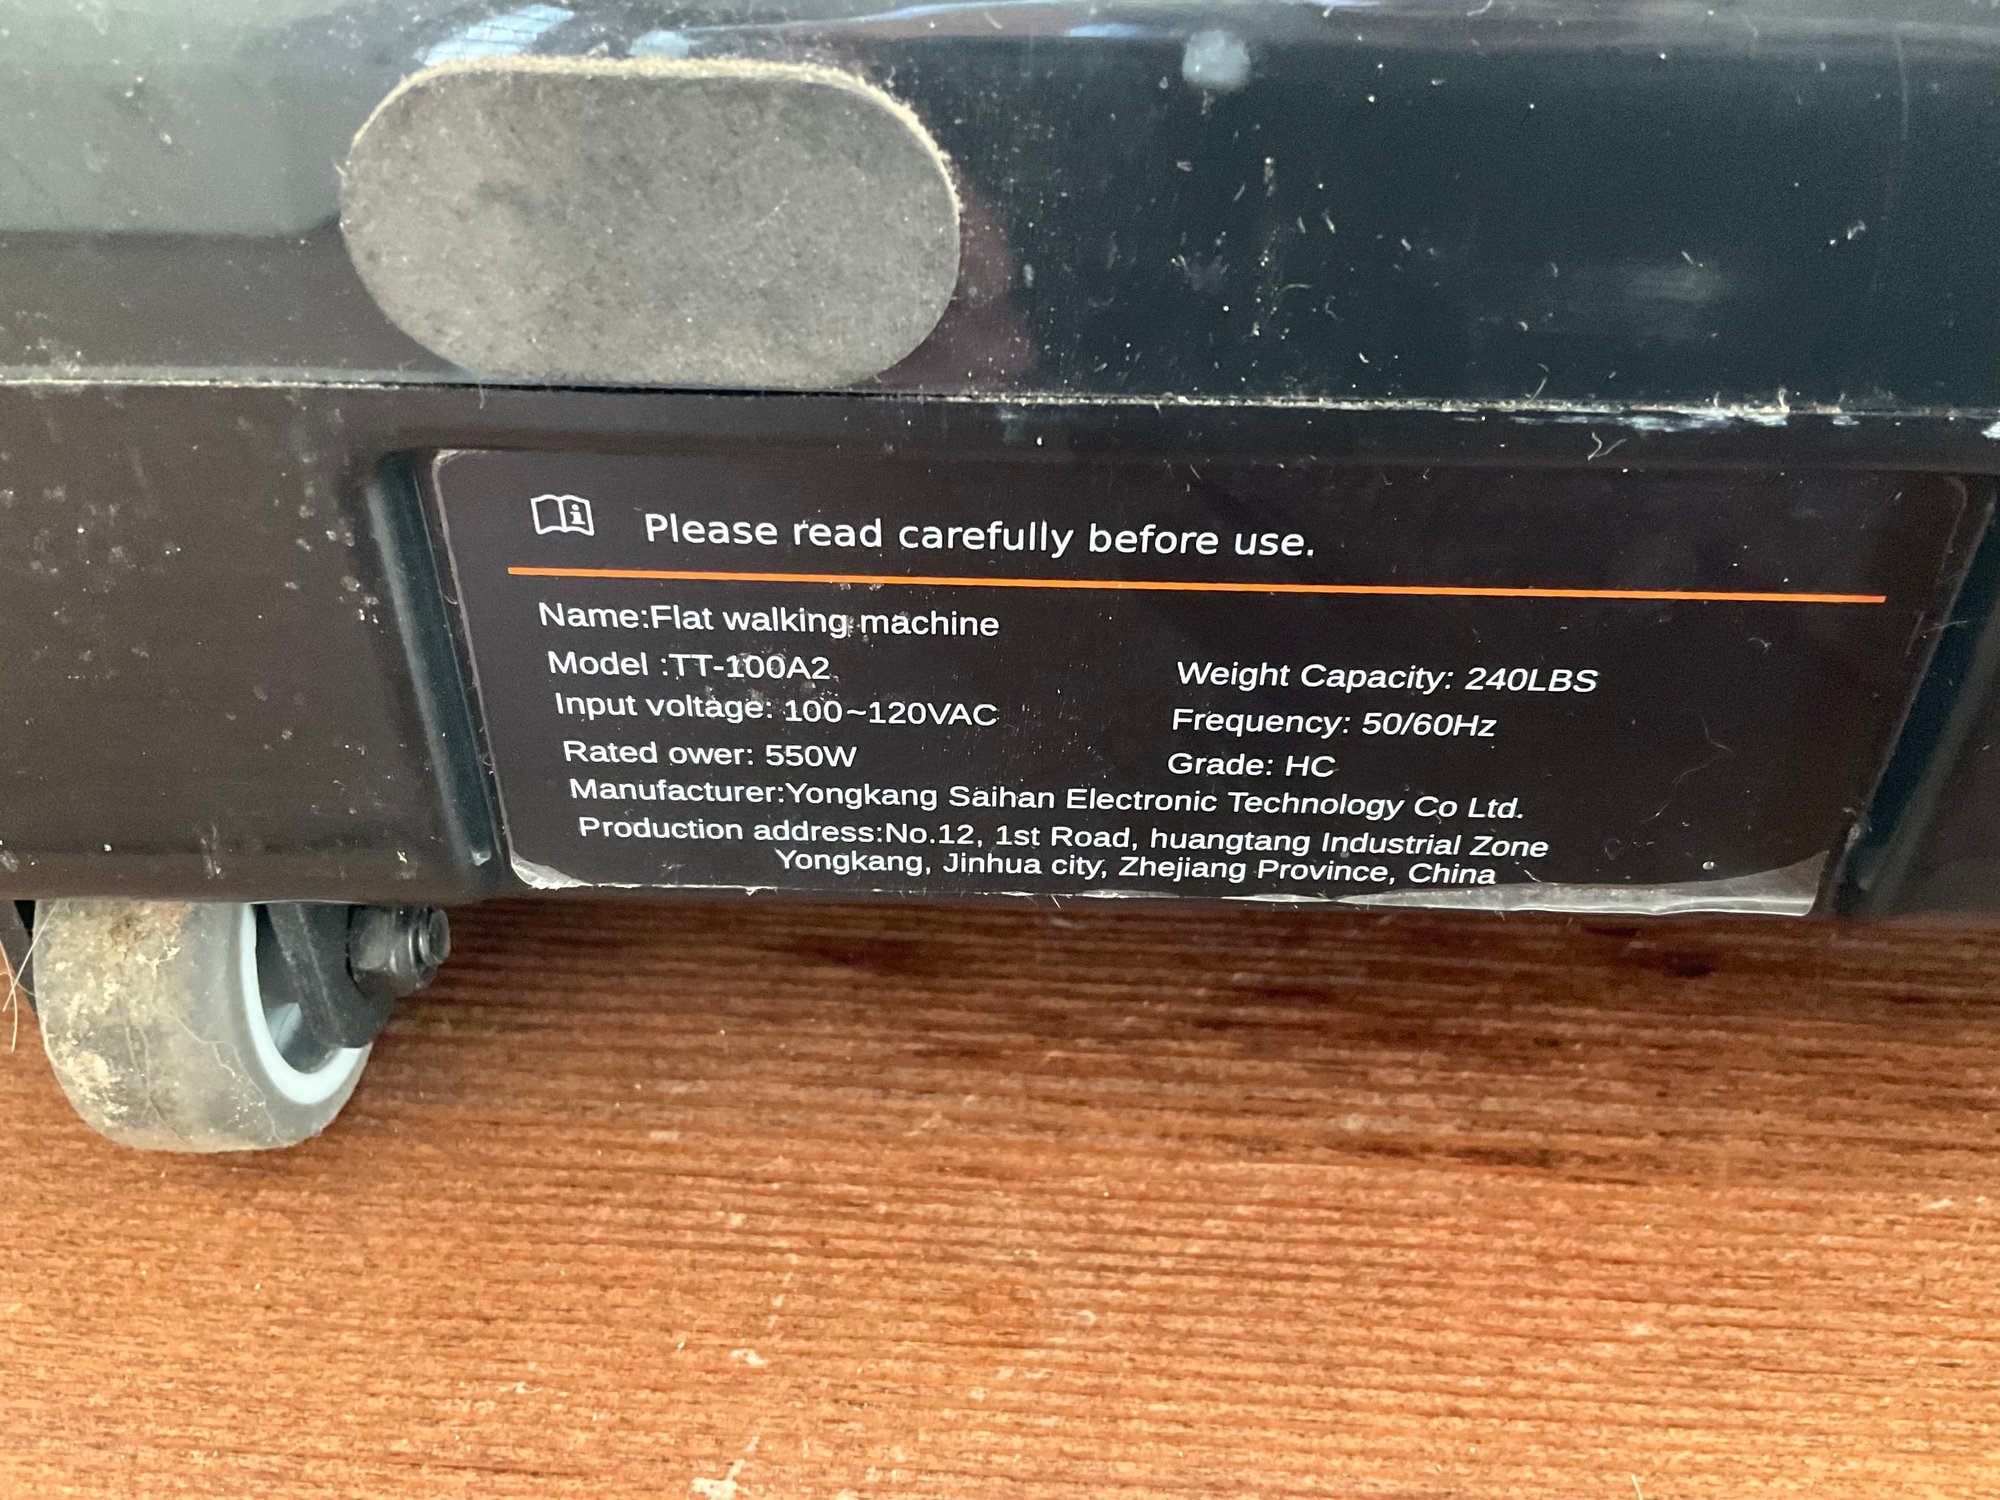 Please read carefully before use.
Name:Flat walking machine
Model :TT-100A2
Weight Capacity: 240LBS
Input voltage: 100~120VAC
Frequency: 50/60Hz
Rated ower: 550W
Grade: HC
Manufacturer:Yongkang Saihan Electronic Technology Co Ltd.
Production address:No.12, 1st Road, huangtang Industrial Zone
Yongkang, Jinhua city, Zhejiang Province, China